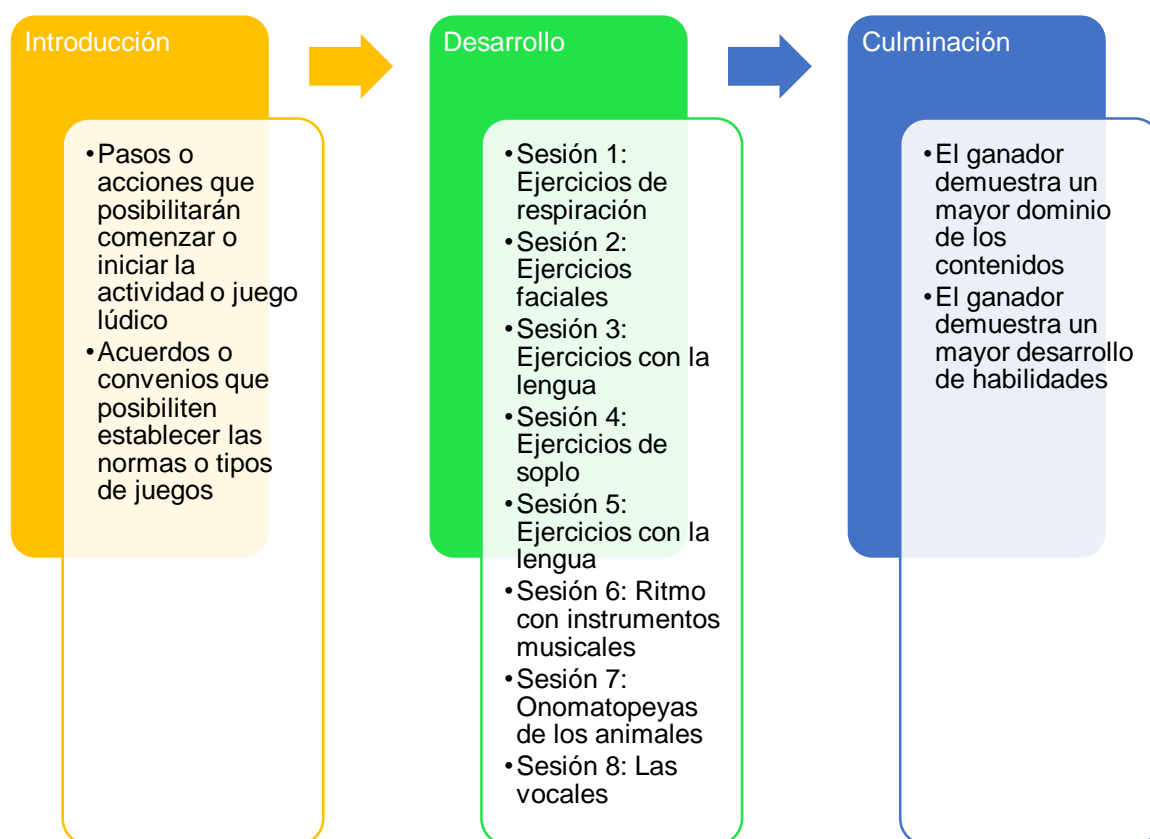 Introducción
•Pasos o
acciones que
posibilitarán
comenzar o
iniciar la
actividad o juego
lúdico
•Acuerdos o
convenios que
posibiliten
establecer las
normas o tipos
de juegos
Desarrollo
•Sesión 1:
Ejercicios de
respiración
•Sesión 2:
Ejercicios
faciales
•Sesión 3:
Ejercicios con la
lengua
•Sesión 4:
Ejercicios de
soplo
•Sesión 5:
Ejercicios con la
lengua
•Sesión 6: Ritmo
con instrumentos
musicales
•Sesión 7:
Onomatopeyas
de los animales
•Sesión 8: Las
vocales
Culminación
•El ganador
demuestra un
mayor dominio
de los
contenidos
•El ganador
demuestra un
mayor desarrollo
de habilidades